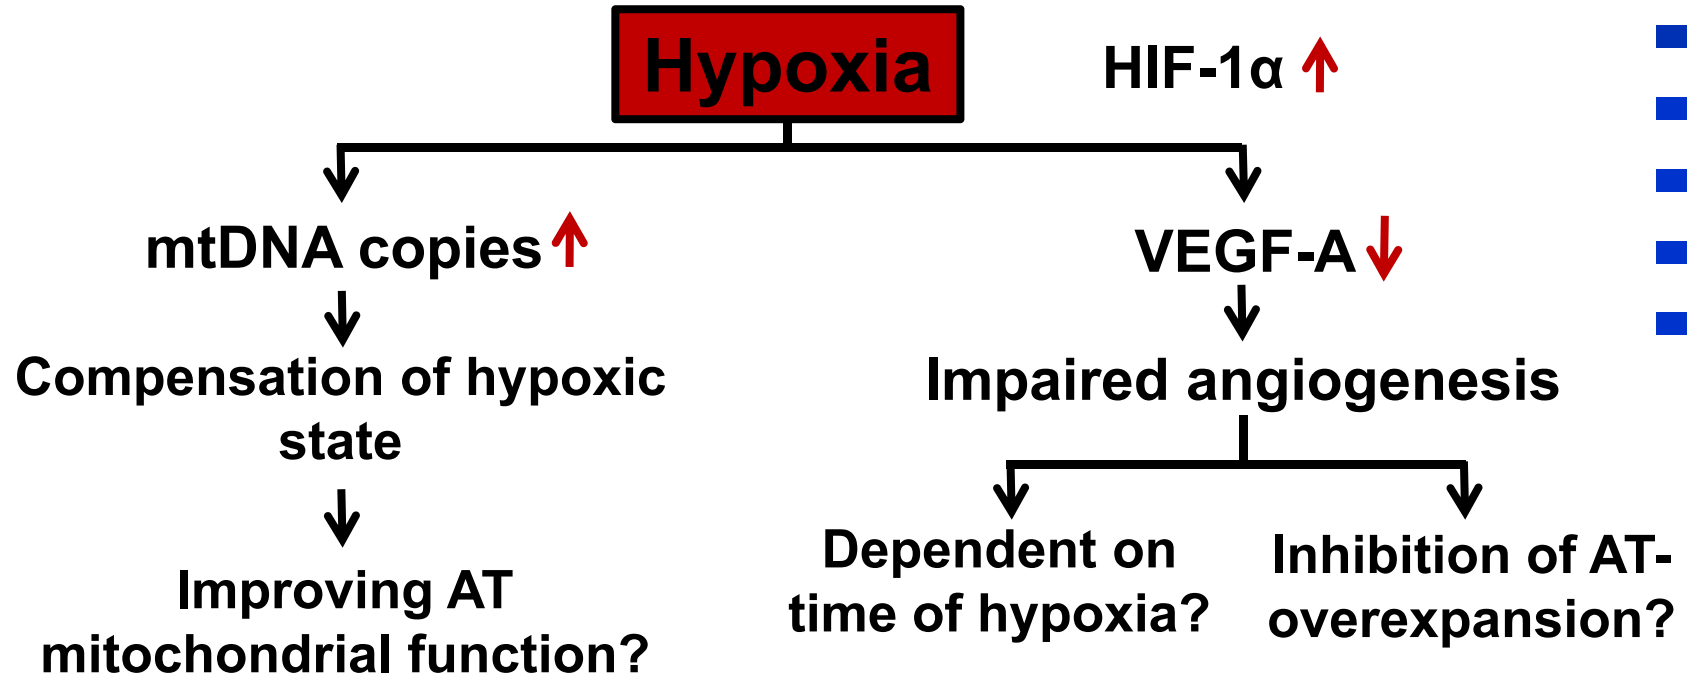 Hypoxia
HIF-1α
mtDNA copies
VEGF-A
Compensation of hypoxic
state
Impaired angiogenesis
Improving AT
mitochondrial function?
Dependent on
time of hypoxia?
Inhibition of AT-
overexpansion?